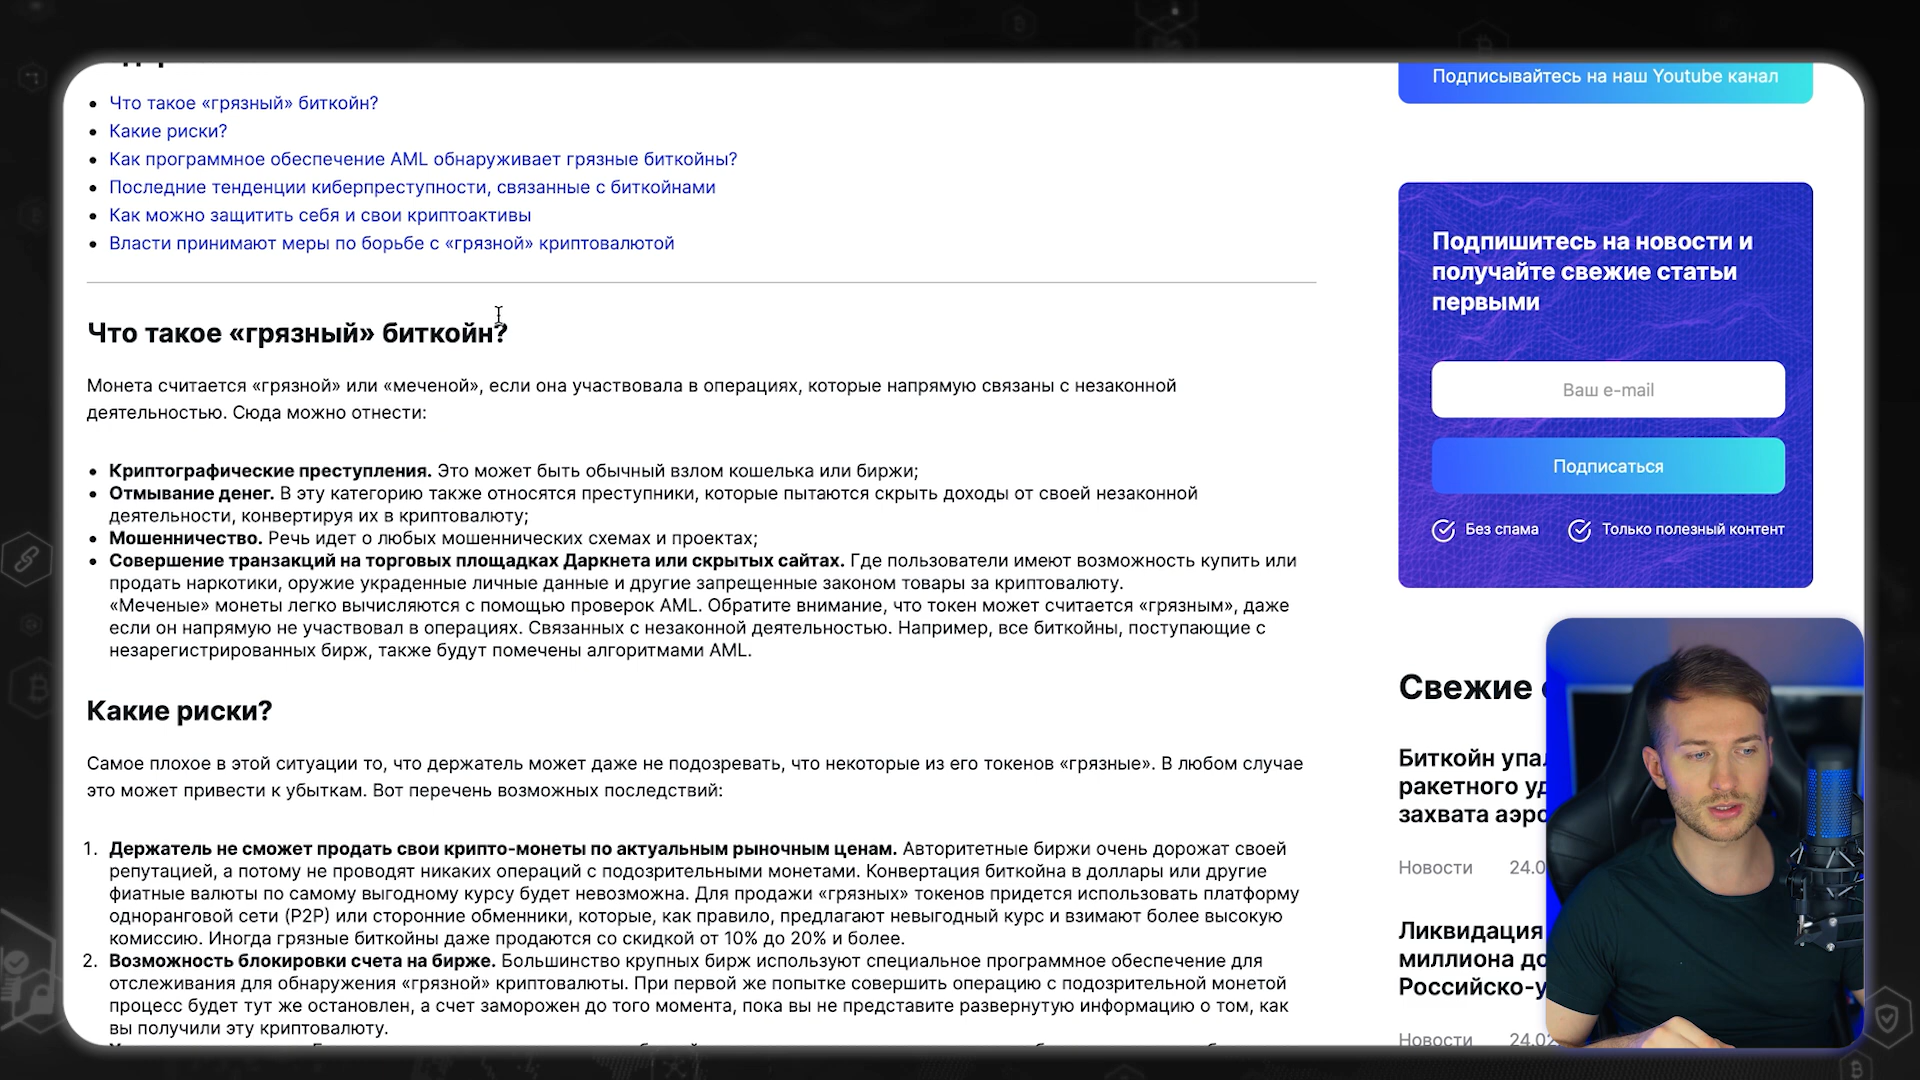 Что такое «грязный» биткойн?
Какие риски?
Как программное обеспечение AML обнаруживает грязные биткойны?
Последние тенденции киберпреступности, связанные с биткойнами
Как можно защитить себя и свои криптоактивы
Власти принимают меры по борьбе с «грязной» криптовалютой
Что такое «грязный» биткойн?
Монета считается «грязной» или «меченой», если она участвовала в операциях, которые напрямую связаны с незаконной
деятельностью. Сюда можно отнести:
Криптографические преступления. Это может быть обычный взлом кошелька или биржи;
Отмывание денег. В эту категорию также относятся преступники, которые пытаются скрыть доходы от своей незаконной
деятельности, конвертируя их в криптовалюту;
Мошенничество. Речь идет о любых мошеннических схемах и проектах;
Совершение транзакций на торговых площадках Даркнета или скрытых сайтах. Где пользователи имеют возможность купить или
продать наркотики, оружие украденные личные данные и другие запрещенные законом товары за криптовалюту.
«Меченые» монеты легко вычисляются с помощью проверок AML. Обратите внимание, что токен может считается «грязным», даже
если он напрямую не участвовал в операциях. Связанных с незаконной деятельностью. Например, все биткойны, поступающие с
незарегистрированных бирж, также будут помечены алгоритмами AML.
Какие риски?
Самое плохое в этой ситуации то, что держатель может даже не подозревать, что некоторые из его токенов «грязные». В любом случае
это может привести к убыткам. Вот перечень возможных последствий:
1. Держатель не сможет продать свои крипто-монеты по актуальным рыночным ценам. Авторитетные биржи очень дорожат своей
репутацией, а потому не проводят никаких операций с подозрительными монетами. Конвертация биткойна в доллары или другие
фиатные валюты по самому выгодному курсу будет невозможна. Для продажи «грязных» токенов придется использовать платформу
одноранговой сети (P2P) или сторонние обменники, которые, как правило, предлагают невыгодный курс и взимают более высокую
комиссию. Иногда грязные биткойны даже продаются со скидкой от 10% до 20% и более.
2. Возможность блокировки счета на бирже. Большинство крупных бирж используют специальное программное обеспечение для
отслеживания для обнаружения «грязной» криптовалюты. При первой же попытке совершить операцию с подозрительной монетой
процесс будет тут же остановлен, а счет заморожен до того момента, пока вы не представите развернутую информацию о том, как
вы получили эту криптовалюту.
Подписывайтесь на наш Youtube канал
Подпишитесь на новости и
получайте свежие статьи
первыми
Ваш e-mail
Подписаться
Без спама Только полезный контент
Свежие
Биткойн упал
ракетного уд
захвата аэро
Новости 24.0
Ликвидация
миллиона до
Российско-у
Новости 24.02